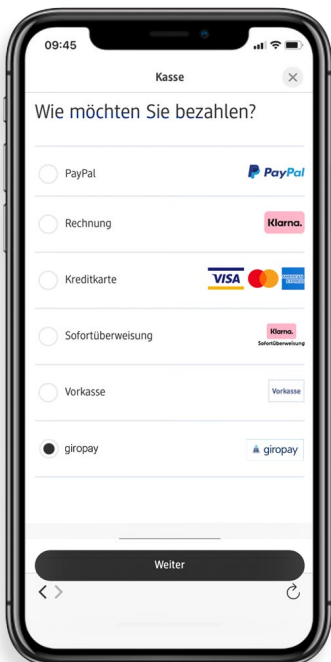 09:45
Kasse
Wie möchten Sie bezahlen?
PayPal PayPal
Rechnung Klarna.
Kreditkarte VISA AMERICAN EXPRESS
Sofortüberweisung Klarna.
Sofortüberweisung
Vorkasse Vorkasse
giropay giropay
Weiter